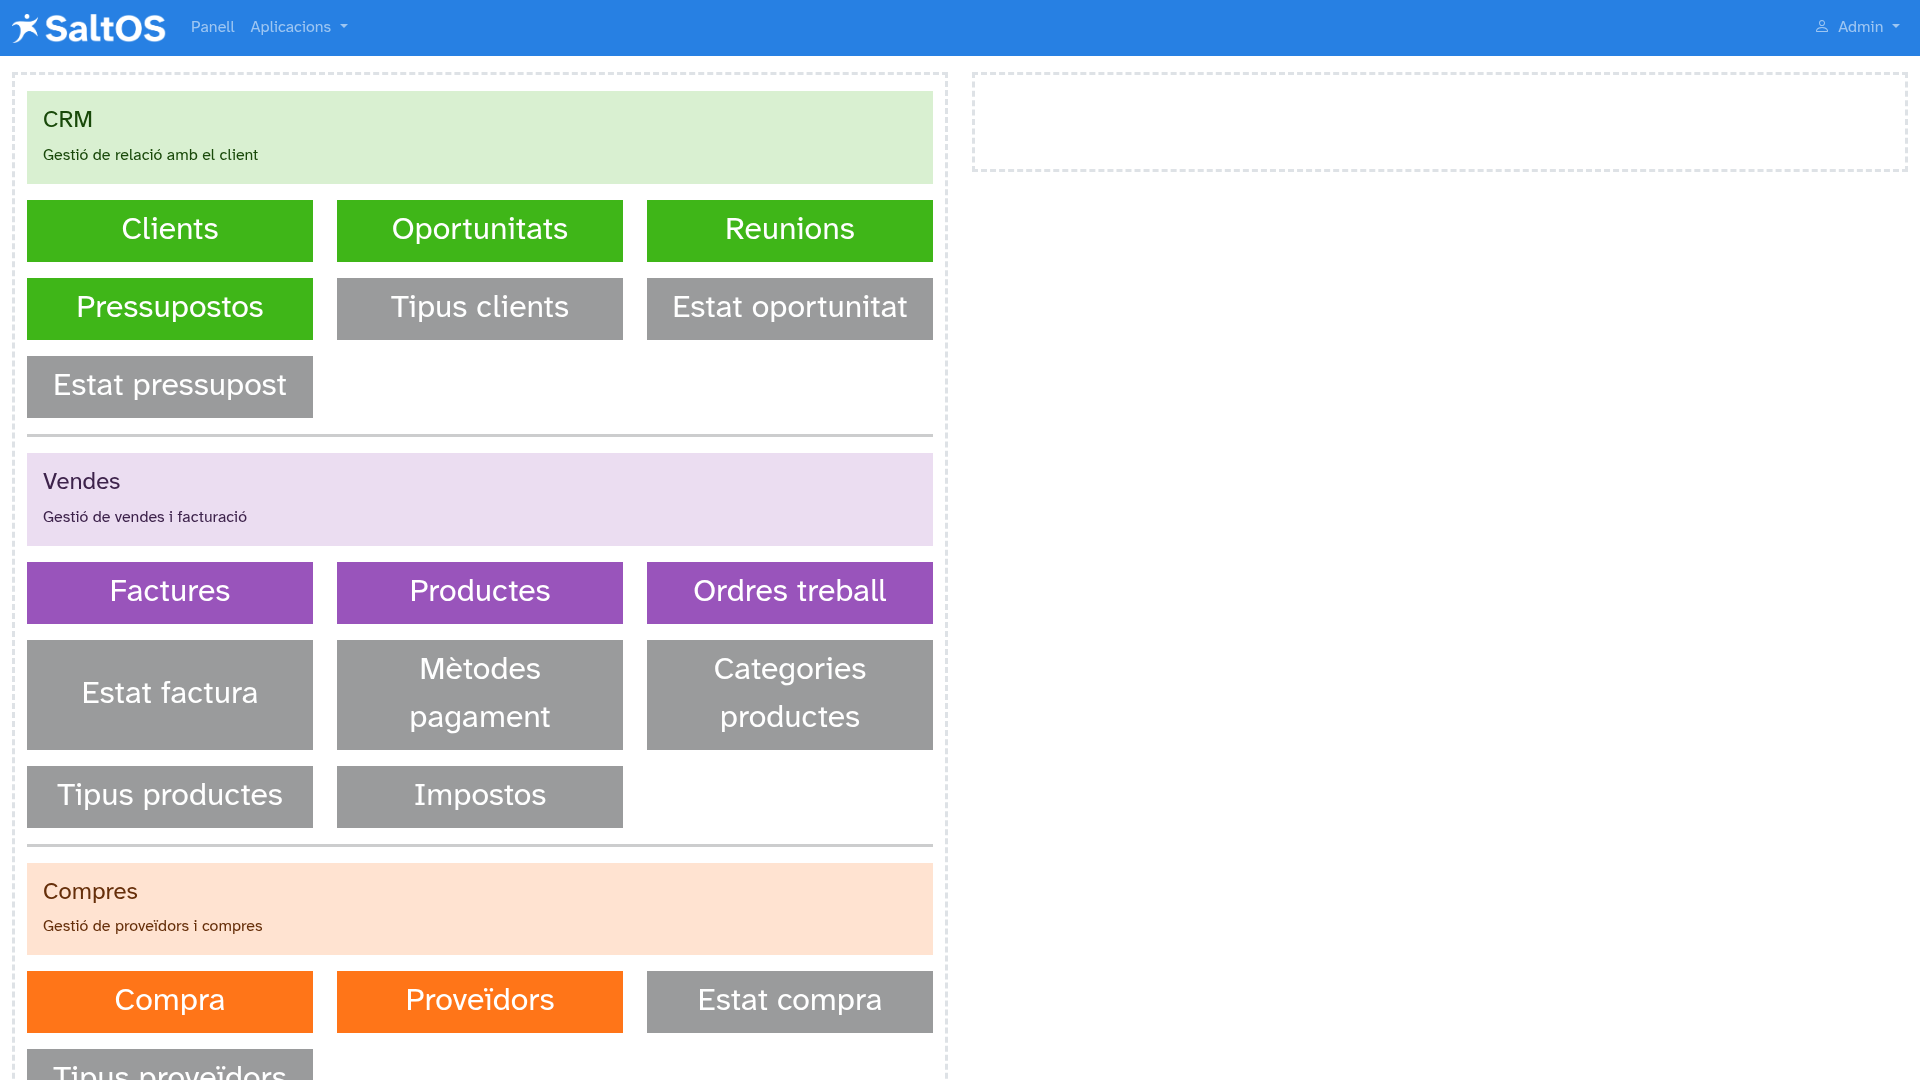 SaltOS
Panell
Aplicacions
Admin
CRM
Gestió de relació amb el client
Clients
Oportunitats
Reunions
Pressupostos
Tipus clients
Estat oportunitat
Estat pressupost
Vendes
Gestió de vendes i facturació
Factures
Productes
Ordres treball
Estat factura
Mètodes
pagament
Categories
productes
Tipus productes
Impostos
Compres
Gestió de proveïdors i compres
Compra
Proveïdors
Estat compra
Tipus proveïdors